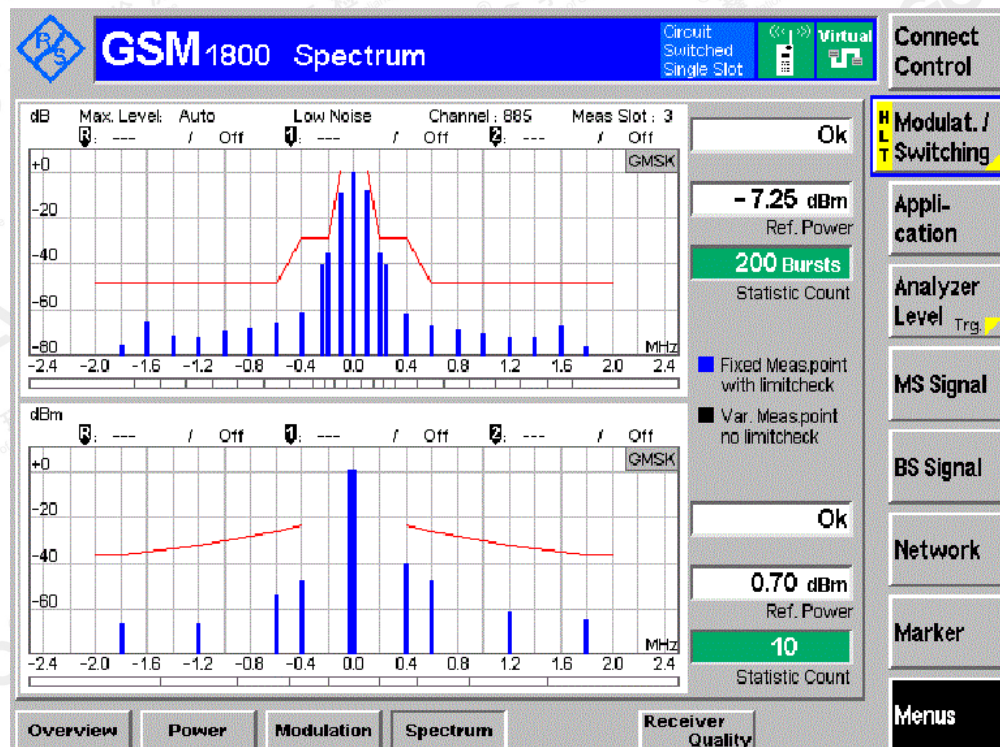 R/S
GSM 1800 Spectrum
Circuit
Switched
Single Slot
Virtual
Connect
Control
dB Max. Level: Auto Low Noise Channel : 885 Meas Slot : 3
R: --- / Off 1: --- / Off 2: --- / Off
GMSK
+0
-20
-40
-60
-80
MHz
-2.4 -2.0 -1.6 -1.2 -0.8 -0.4 0.0 0.4 0.8 1.2 1.6 2.0 2.4
Ok
- 7.25 dBm
Ref. Power
200 Bursts
Statistic Count
Fixed Meas.point
with limitcheck
Var. Meas.point
no limitcheck
dBm
R: --- / Off 1: --- / Off 2: --- / Off
GMSK
+0
-20
-40
-60
MHz
-2.4 -2.0 -1.6 -1.2 -0.8 -0.4 0.0 0.4 0.8 1.2 1.6 2.0 2.4
Ok
0.70 dBm
Ref. Power
10
Statistic Count
HLT
Modulat. /
Switching
Appli-
cation
Analyzer
Level Trg.
MS Signal
BS Signal
Network
Marker
Menus
Overview Power Modulation Spectrum Receiver
Quality